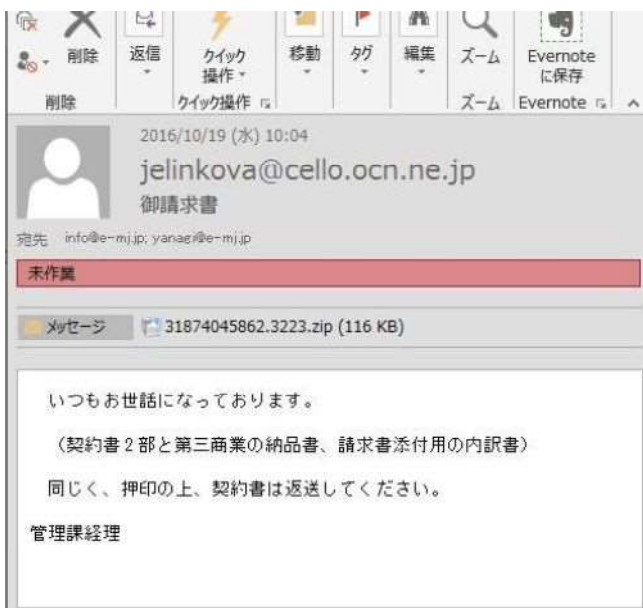 削除
返信
クイック
操作
移動
タグ
編集
ズーム
Evernote
に保存
削除
クイック操作
ズーム
Evernote
2016/10/19 (水) 10:04
jelinkova@cello.ocn.ne.jp
御請求書
宛先 info@e-mj.jp; yanagi@e-mj.jp
未作業
メッセージ 31874045862.3223.zip (116 KB)
いつもお世話になっております。
(契約書2部と第三商業の納品書、請求書添付用の内訳書)
同じく、押印の上、契約書は返送してください。
管理課経理